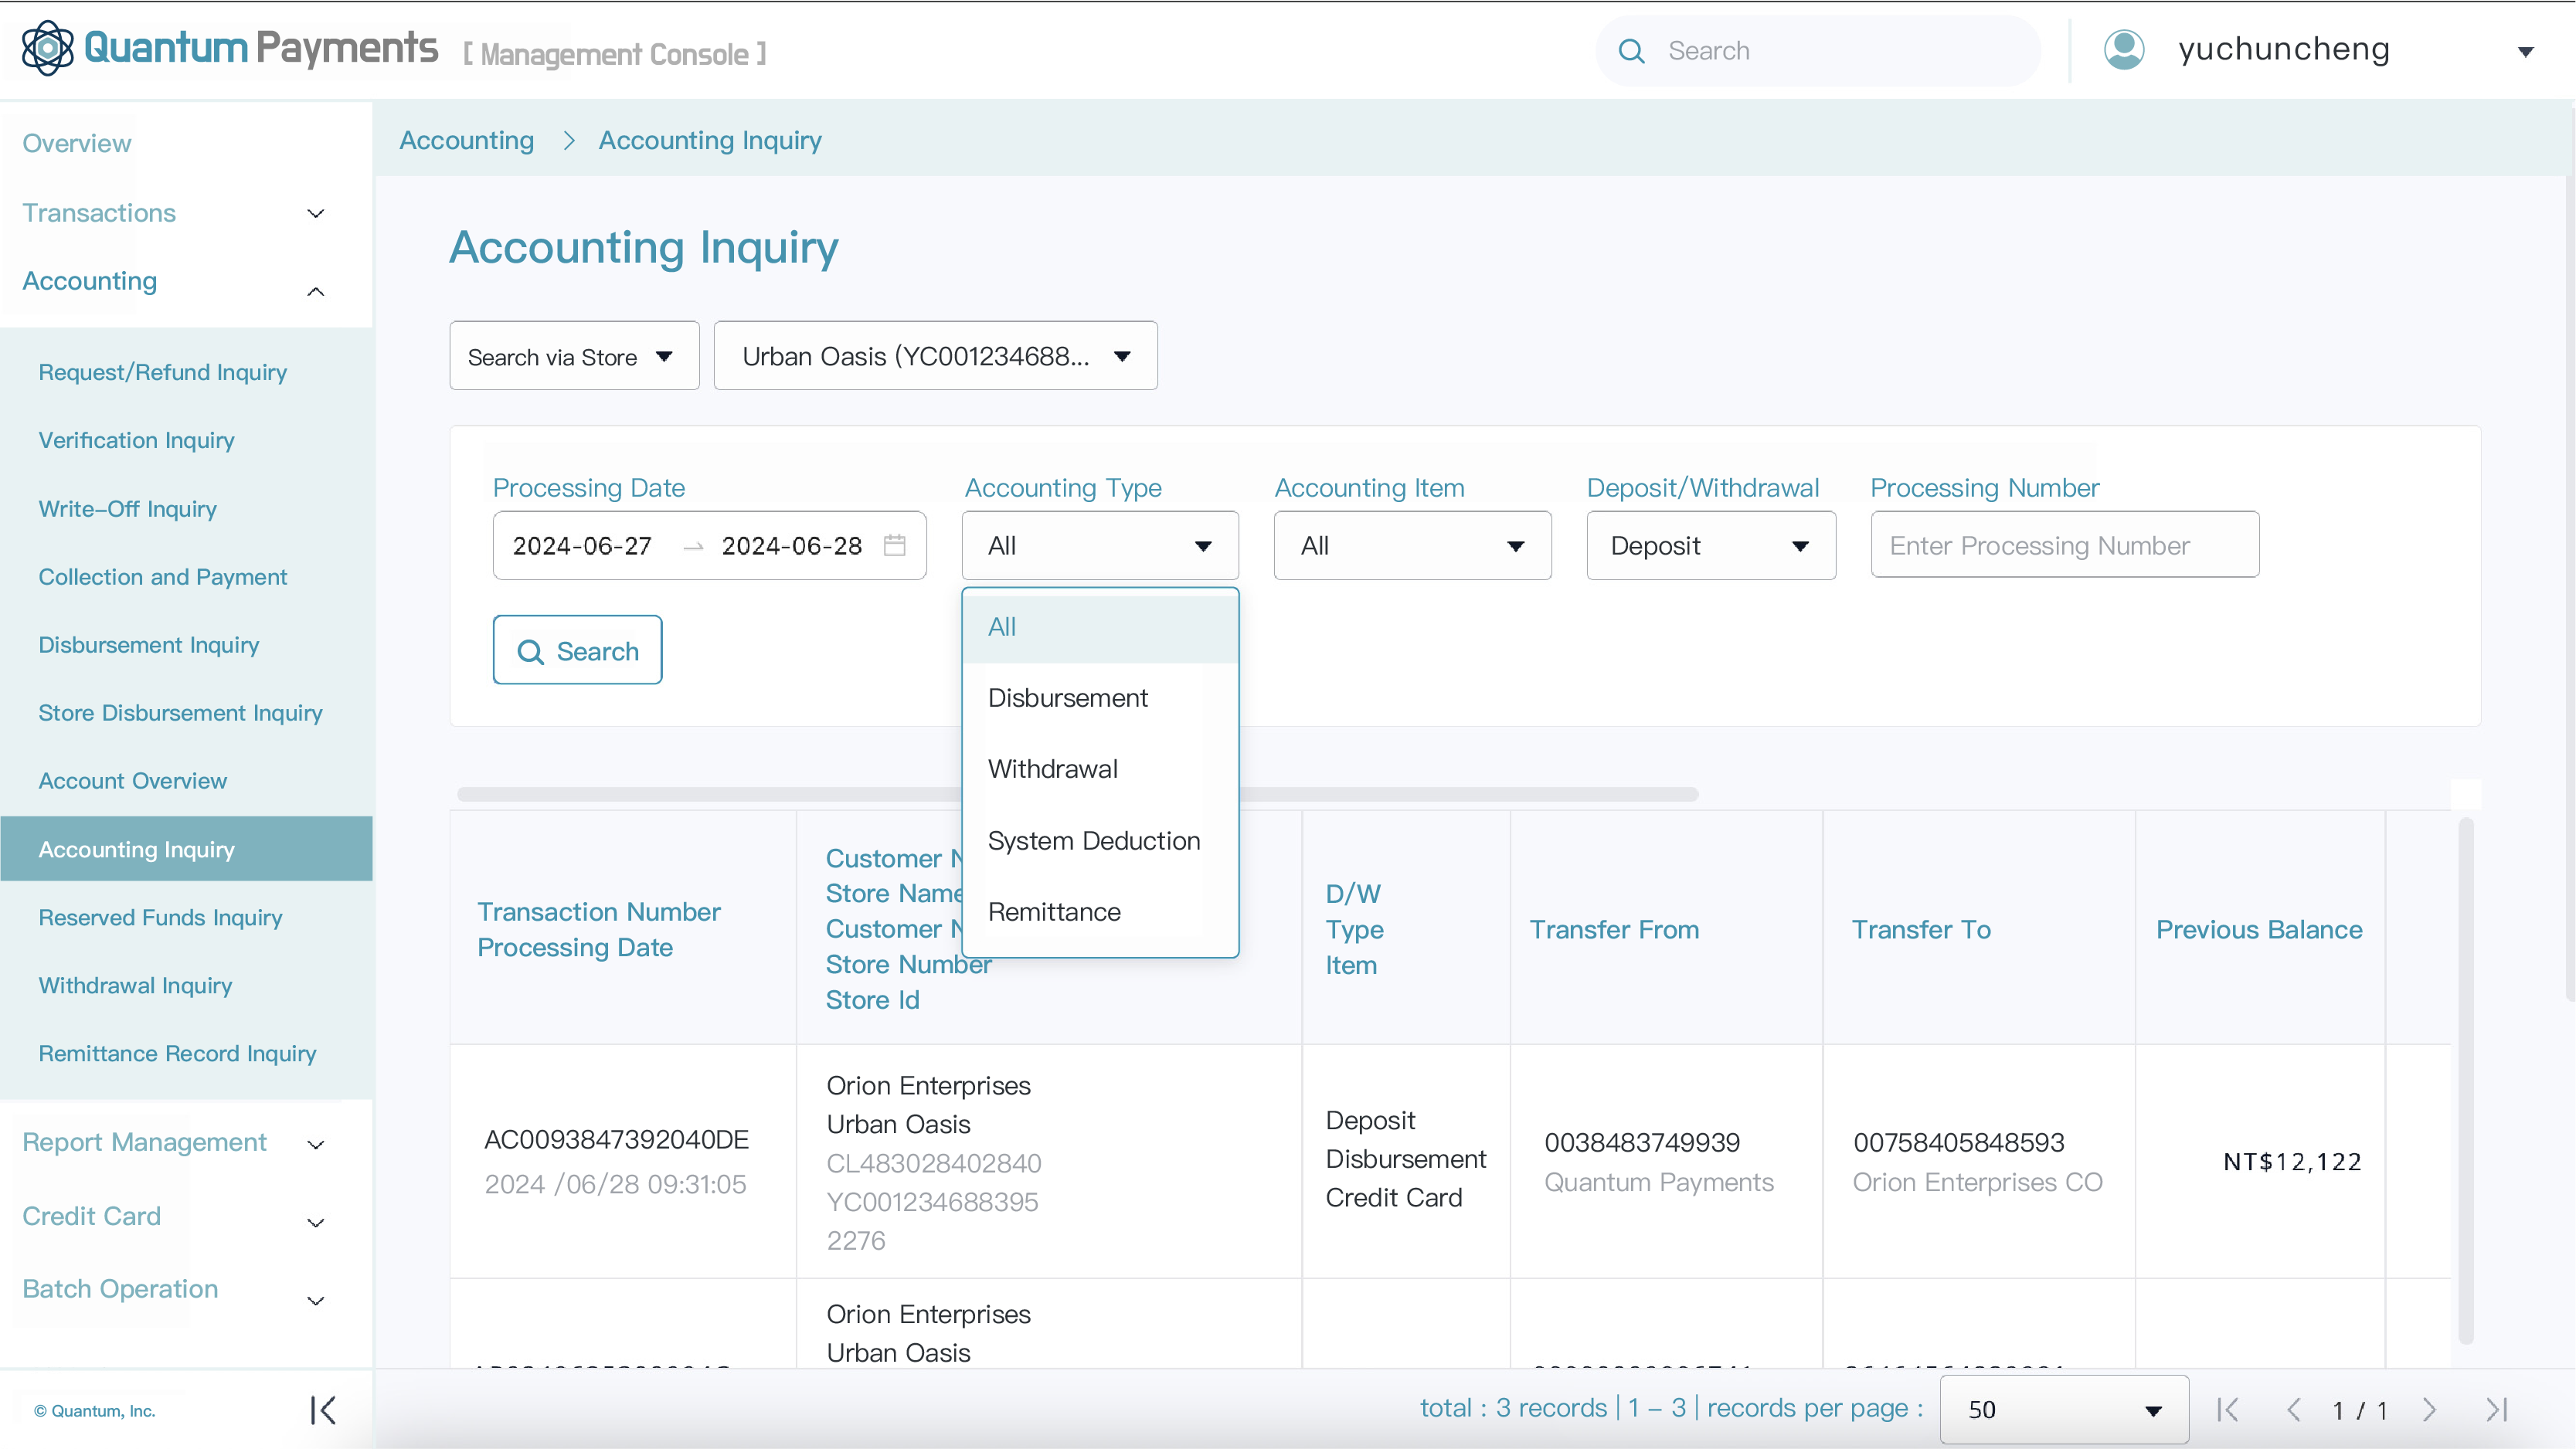 Quantum Payments [ Management Console ]
Search
yuchuncheng
Overview
Transactions
Accounting
Request/Refund Inquiry
Verification Inquiry
Write-Off Inquiry
Collection and Payment
Disbursement Inquiry
Store Disbursement Inquiry
Account Overview
Accounting Inquiry
Reserved Funds Inquiry
Withdrawal Inquiry
Remittance Record Inquiry
Report Management
Credit Card
Batch Operation
© Quantum, Inc.
Accounting > Accounting Inquiry
Accounting Inquiry
Search via Store
Urban Oasis (YC001234688...
Processing Date
2024-06-27 → 2024-06-28
Accounting Type
All
Accounting Item
All
Deposit/Withdrawal
Deposit
Processing Number
Enter Processing Number
Search
All
Disbursement
Withdrawal
System Deduction
Remittance
Transaction Number
Processing Date
Customer
Store Name
Customer
Store Number
Store Id
D/W
Type
Item
Transfer From
Transfer To
Previous Balance
AC0093847392040DE
2024 /06/28 09:31:05
Orion Enterprises
Urban Oasis
CL483028402840
YC001234688395
2276
Deposit
Disbursement
Credit Card
0038483749939
Quantum Payments
00758405848593
Orion Enterprises CO
NT$12,122
Orion Enterprises
Urban Oasis
total : 3 records | 1 – 3 | records per page :
50
1 / 1